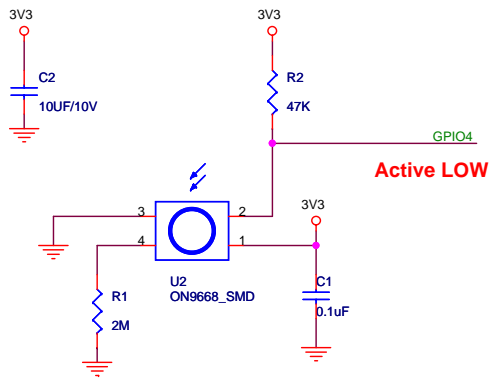 3V3
3V3
C2
10UF/10V
R2
47K
GPIO4
Active LOW
3
2
3V3
4
1
U2
ON9668_SMD
C1
0.1uF
R1
2M